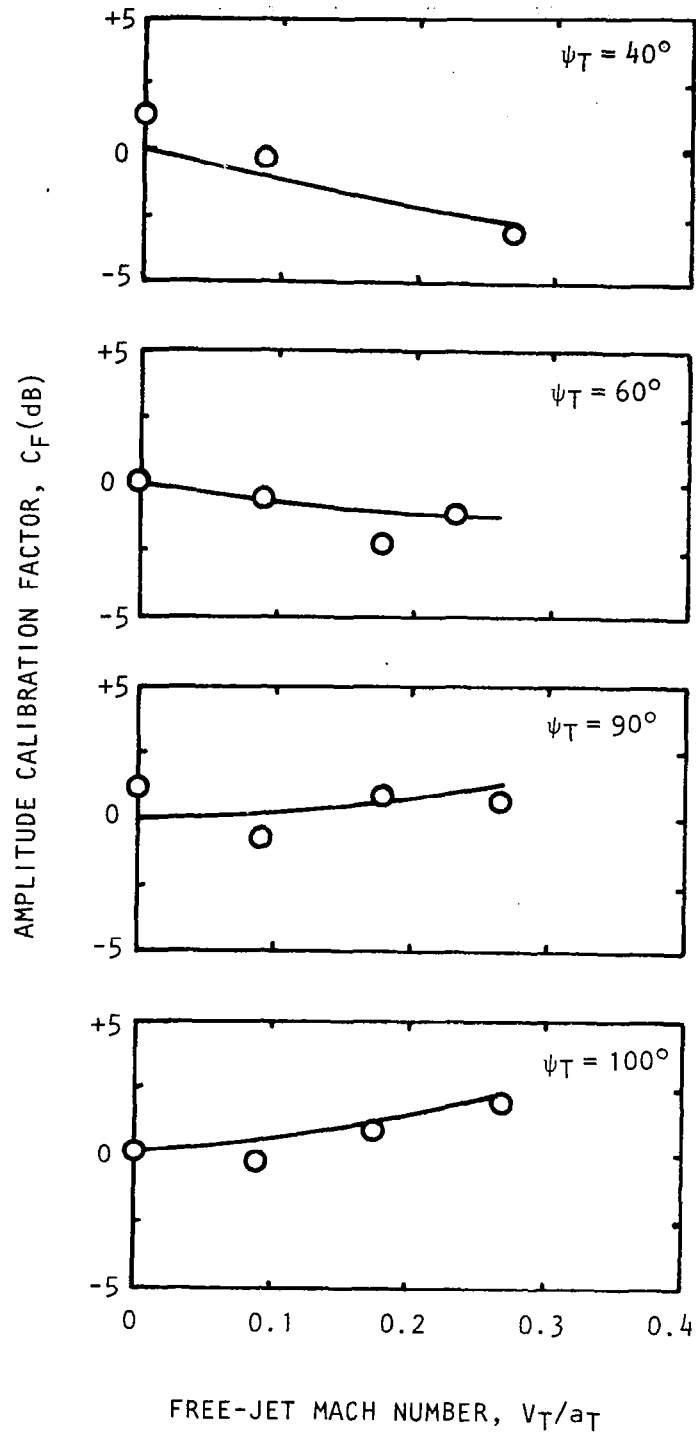 +5
ψT = 40°
0
-5
+5
ψT = 60°
0
-5
+5
ψT = 90°
0
-5
+5
ψT = 100°
0
-5
0 0.1 0.2 0.3 0.4
AMPLITUDE CALIBRATION FACTOR, CF(dB)
FREE-JET MACH NUMBER, VT/aT